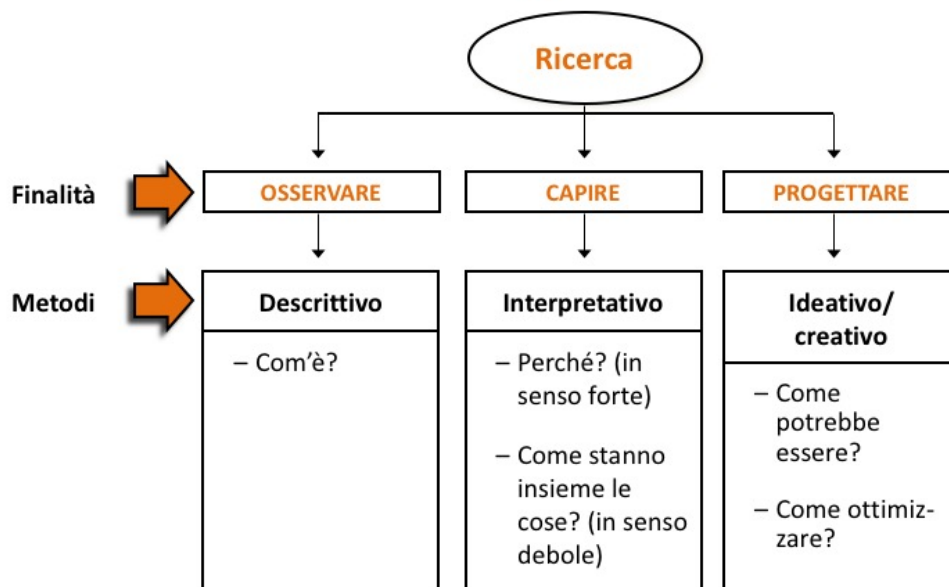 Ricerca
Finalità
OSSERVARE
CAPIRE
PROGETTARE
Metodi
Descrittivo
– Com’è?
Interpretativo
– Perché? (in
senso forte)
– Come stanno
insieme le
cose? (in senso
debole)
Ideativo/
creativo
– Come
potrebbe
essere?
– Come ottimiz-
zare?